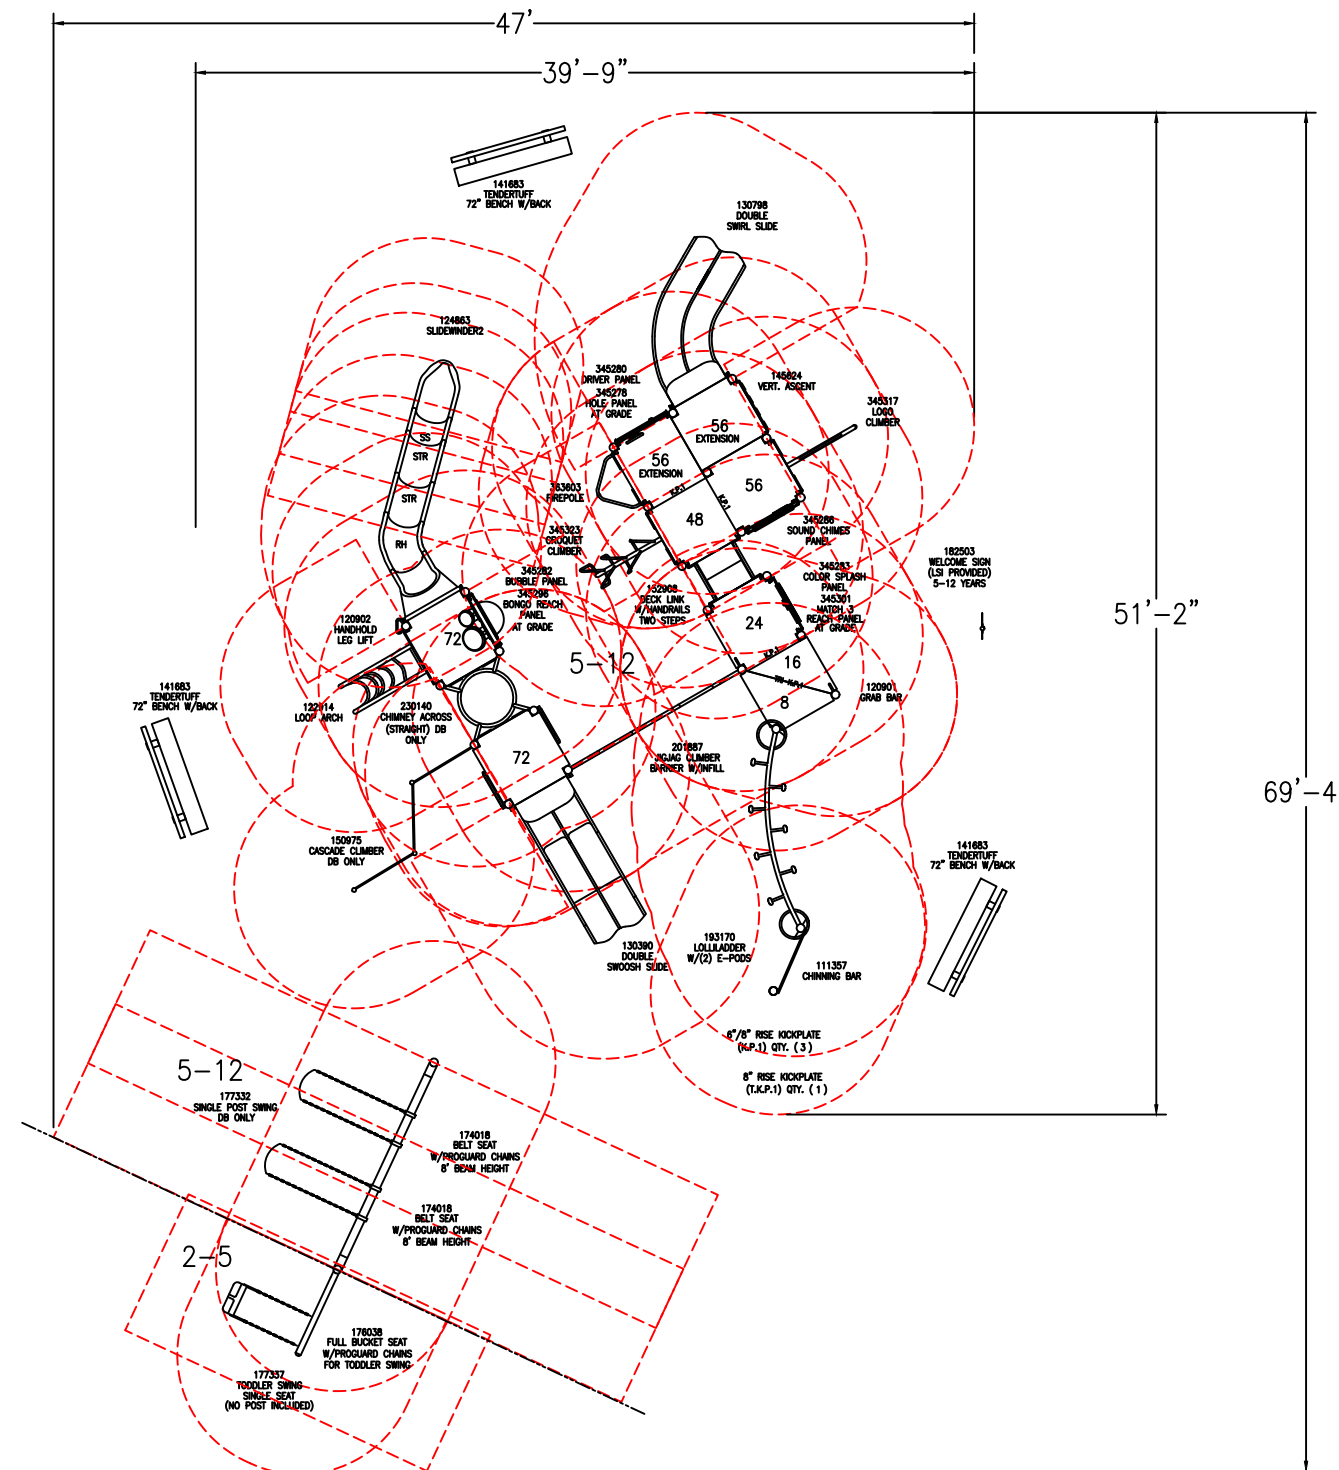 47'
39'-9"
141683
TENDERTUFF
72" BENCH W/BACK
130798
DOUBLE
SWIRL SLIDE
124863
SLIDEWINDER2
345280
DRIVER PANEL
345278
HOLE PANEL
AT GRADE
145624
VERT. ASCENT
345317
LOGO
CLIMBER
SS
STR
STR
RH
56
EXTENSION
56
EXTENSION
56
48
K.P.1
K.P.1
363603
FIREPOLE
345323
CROQUET
CLIMBER
345286
SOUND CHIMES
PANEL
182503
WELCOME SIGN
(LSI PROVIDED)
5-12 YEARS
345282
BUBBLE PANEL
345296
BONGO REACH
PANEL
AT GRADE
152908
DECK LINK
W/HANDRAILS
TWO STEPS
345283
COLOR SPLASH
PANEL
345301
MATCH 3
REACH PANEL
AT GRADE
51'-2"
120902
HANDHOLD
LEG LIFT
72
5-12
24
K.P.1
16
T.K.P.1
8
141683
TENDERTUFF
72" BENCH W/BACK
122914
LOOP ARCH
230140
CHIMNEY ACROSS
(STRAIGHT) DB
ONLY
120901
GRAB BAR
72
201887
JIGJAG CLIMBER
BARRIER W/INFILL
69'-4
150975
CASCADE CLIMBER
DB ONLY
141683
TENDERTUFF
72" BENCH W/BACK
130390
DOUBLE
SWOOSH SLIDE
193170
LOLLILADDER
W/(2) E-PODS
111357
CHINNING BAR
6"/8" RISE KICKPLATE
(K.P.1) QTY. ( 3 )
8" RISE KICKPLATE
(T.K.P.1) QTY. ( 1 )
5-12
177332
SINGLE POST SWING
DB ONLY
174018
BELT SEAT
W/PROGUARD CHAINS
8' BEAM HEIGHT
174018
BELT SEAT
W/PROGUARD CHAINS
8' BEAM HEIGHT
2-5
176038
FULL BUCKET SEAT
W/PROGUARD CHAINS
FOR TODDLER SWING
177337
TODDLER SWING
SINGLE SEAT
(NO POST INCLUDED)